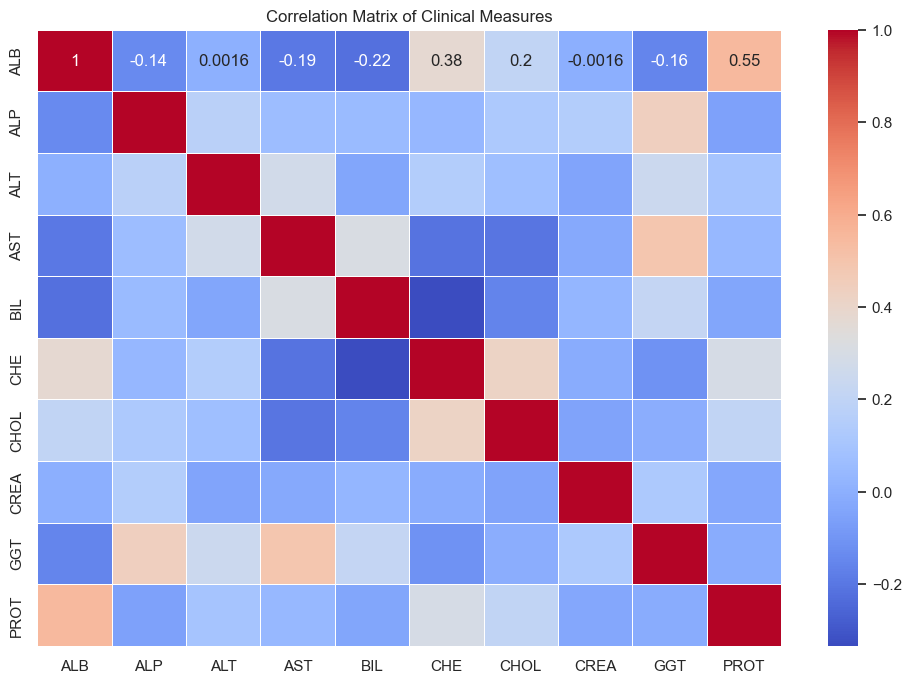 Correlation Matrix of Clinical Measures
ALB 1 -0.14 0.0016 -0.19 -0.22 0.38 0.2 -0.0016 -0.16 0.55
ALP
ALT
AST
BIL
CHE
CHOL
CREA
GGT
PROT
ALB ALP ALT AST BIL CHE CHOL CREA GGT PROT
1.0
0.8
0.6
0.4
0.2
0.0
−0.2